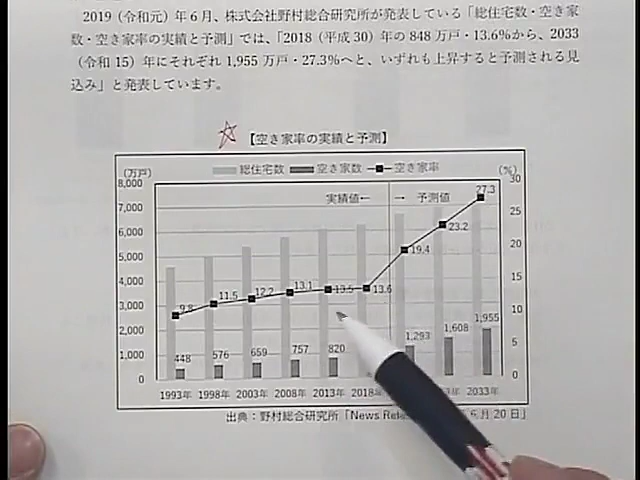 2019（令和元）年6月、株式会社野村総合研究所が発表している「総住宅数・空き家
数・空き家率の実績と予測」では、「2018（平成30）年の848万戸・13.6%から、2033
（令和15）年にそれぞれ1,955万戸・27.3%へと、いずれも上昇すると予測される見
込み」と発表しています。
【空き家率の実績と予測】
（万戸） 総住宅数 空き家数 空き家率 （%）
8,000 30
実績値← → 予測値 27.3
7,000 25
6,000 23.2
19.4 20
5,000
4,000 15
9.8 11.5 12.2 13.1 13.5 13.6
3,000 10
2,000 1,955
1,293 1,608
1,000 448 576 659 757 820 5
0 0
1993年 1998年 2003年 2008年 2013年 2018 2033年
出典：野村総合研究所「News Rele 6月20日」